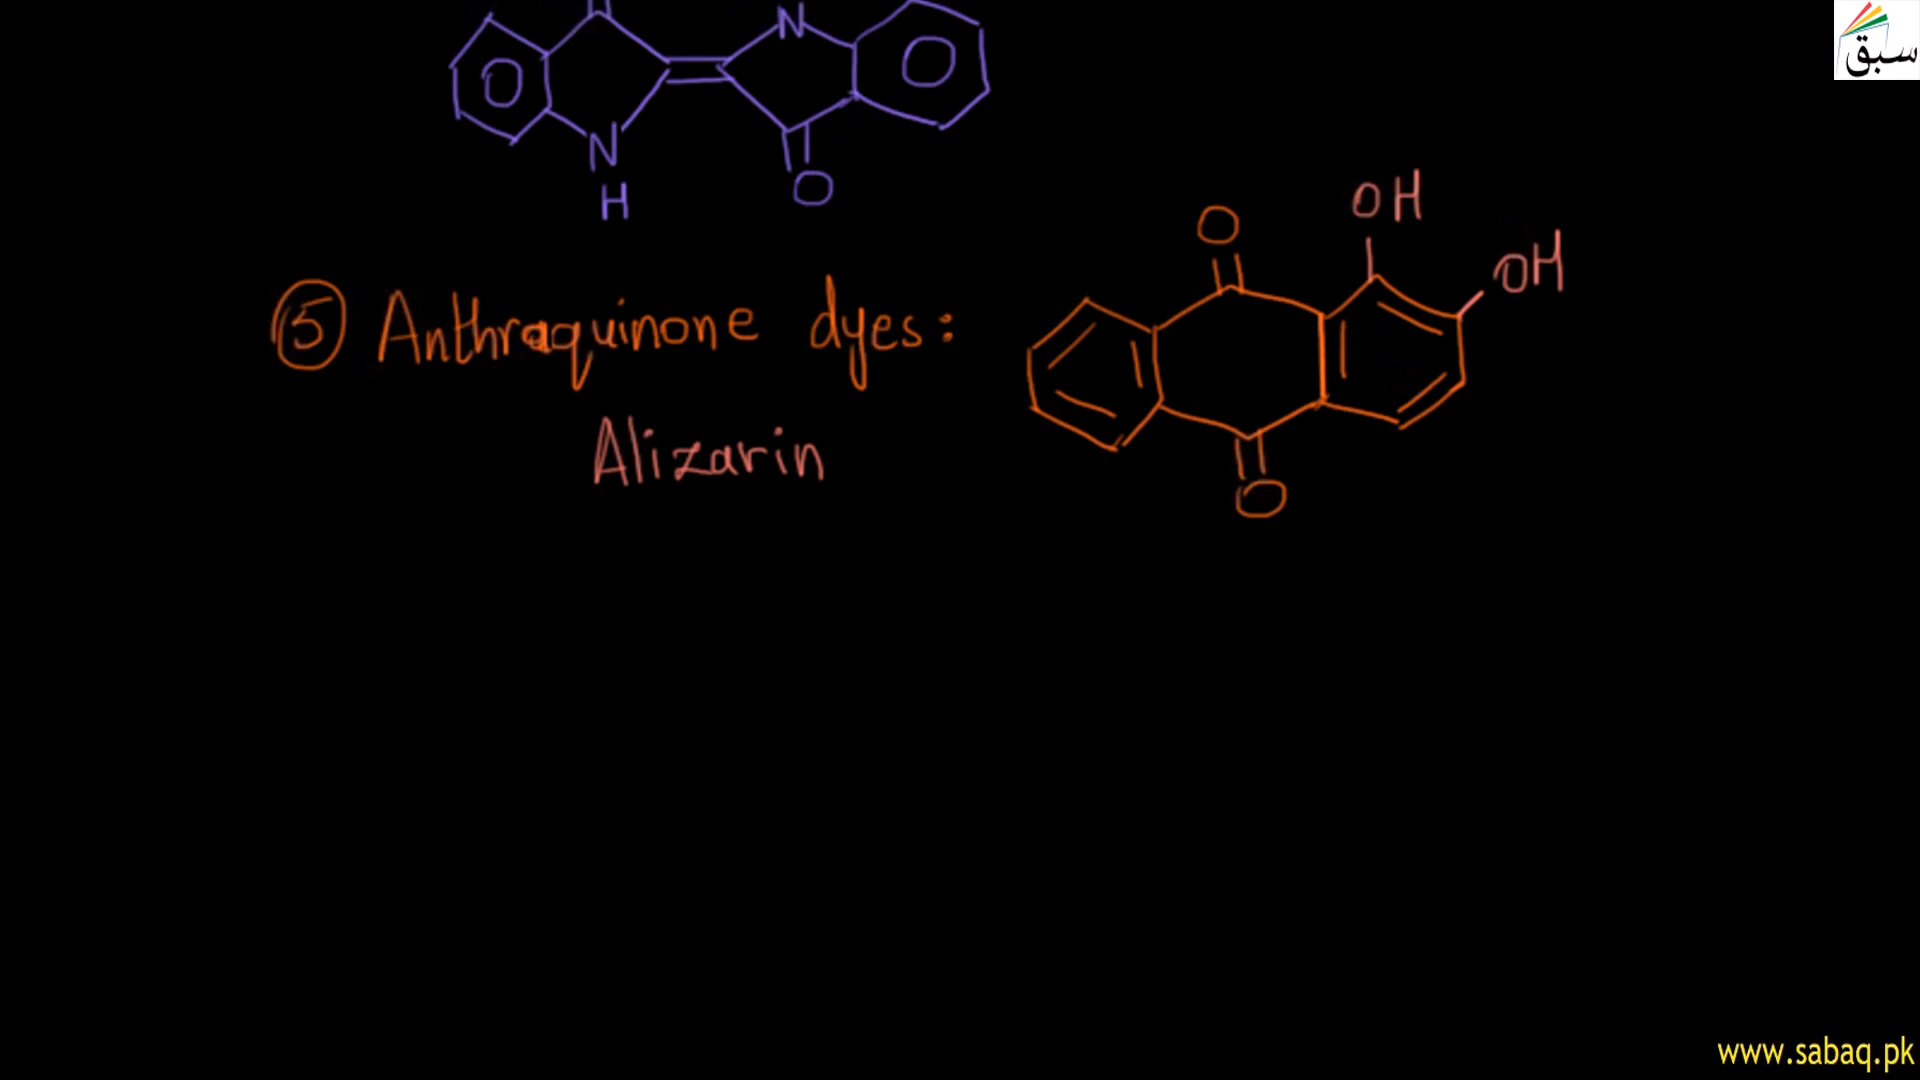 سبق
N
N
H
O
OH
O
OH
⑤ Anthraquinone dyes:
Alizarin
O
www.sabaq.pk